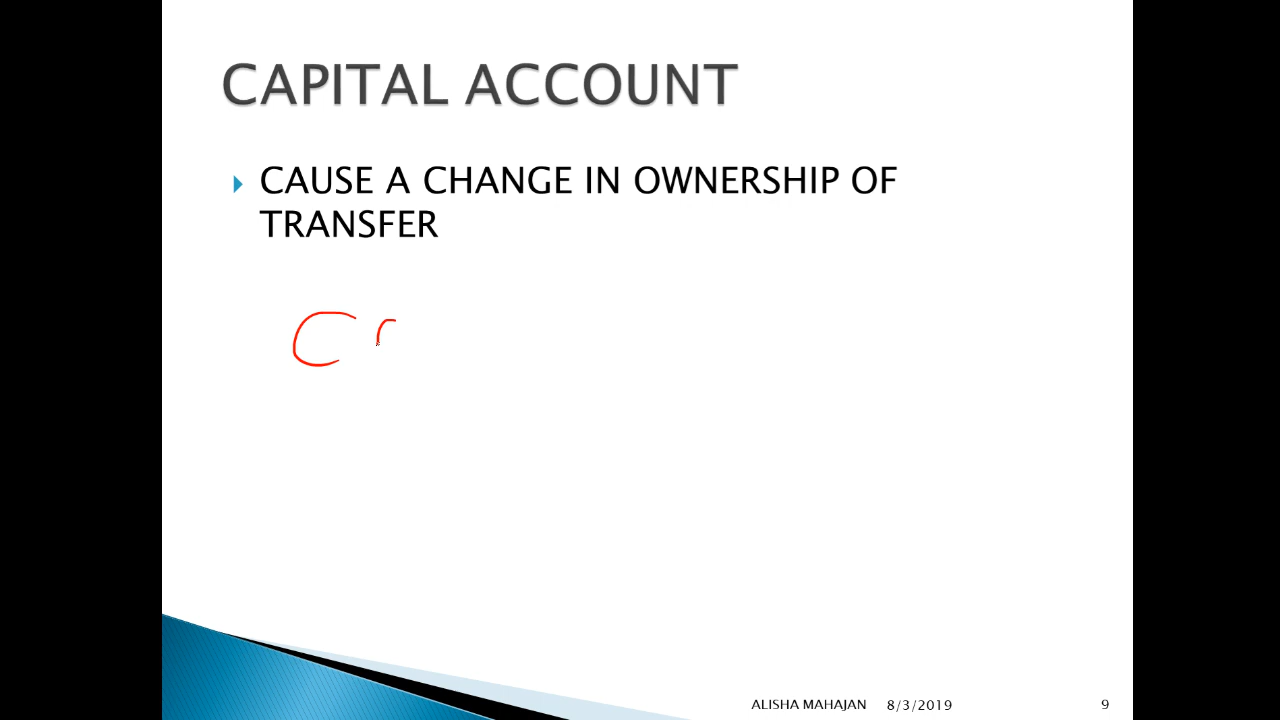 CAPITAL ACCOUNT
CAUSE A CHANGE IN OWNERSHIP OF
TRANSFER
C
ALISHA MAHAJAN 8/3/2019 9